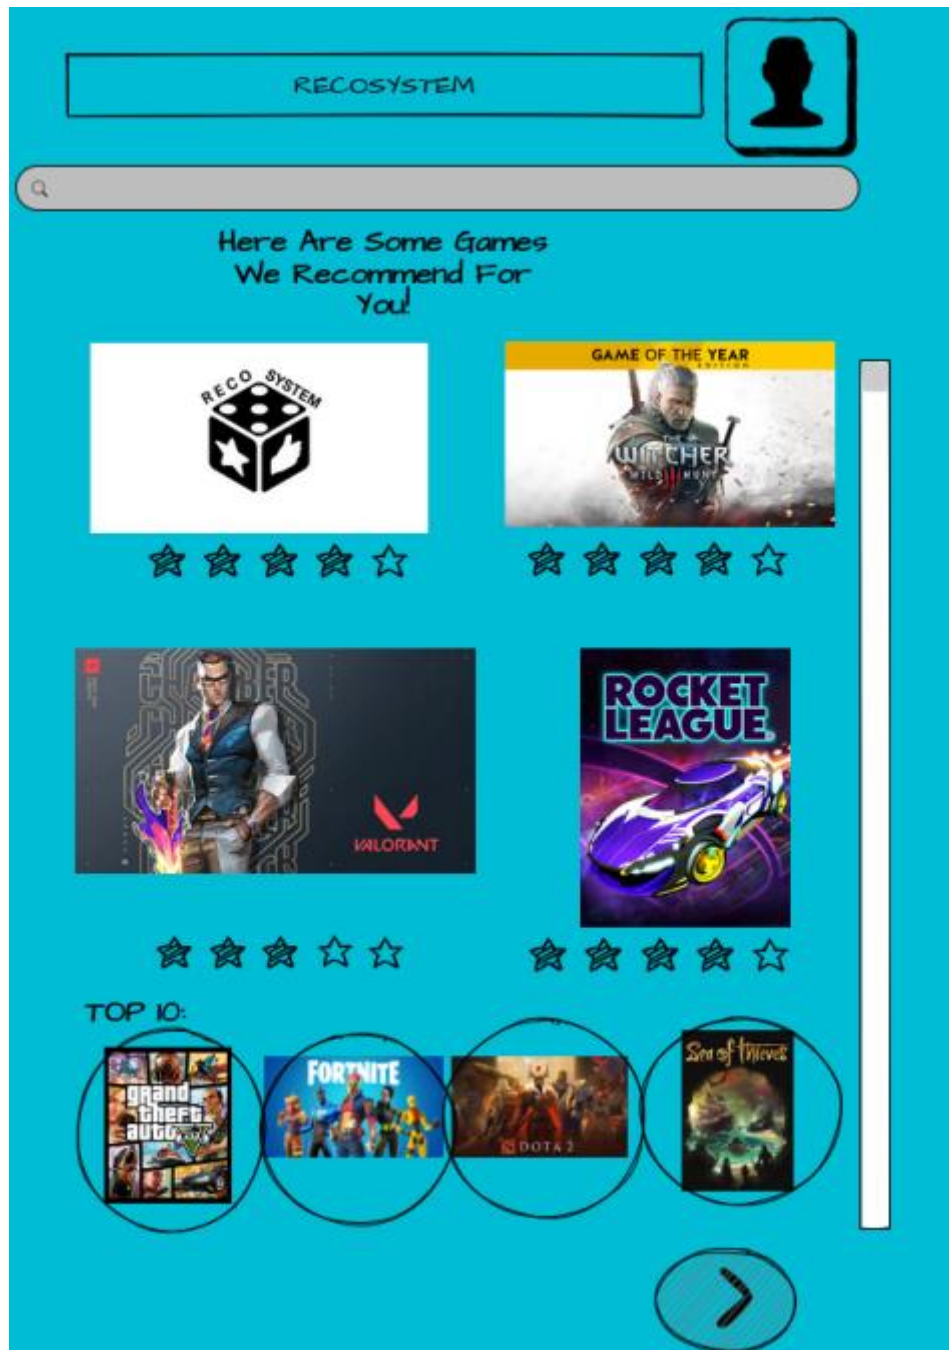 RECOSYSTEM
Here Are Some Games
We Recommend For
You!
RECO SYSTEM
GAME OF THE YEAR
EDITION
THE
WITCHER
WILD HUNT
VALORANT
ROCKET
LEAGUE
TOP 10:
grand
theft
auto
V
FORTNITE
DOTA 2
Sea of Thieves